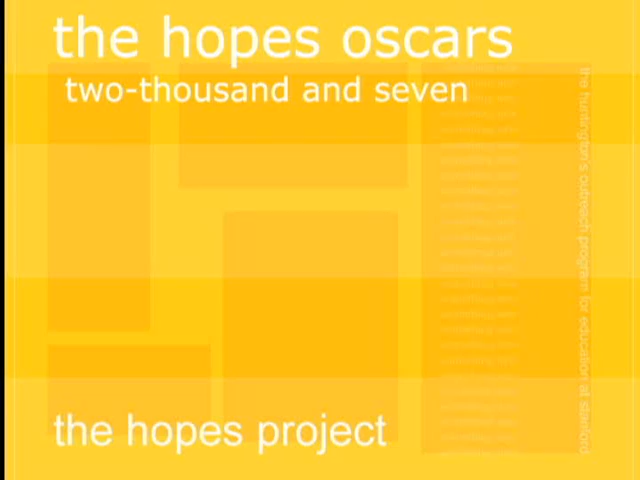 the hopes oscars
two-thousand and seven
the huntington's outreach program for education at stanford
the hopes project